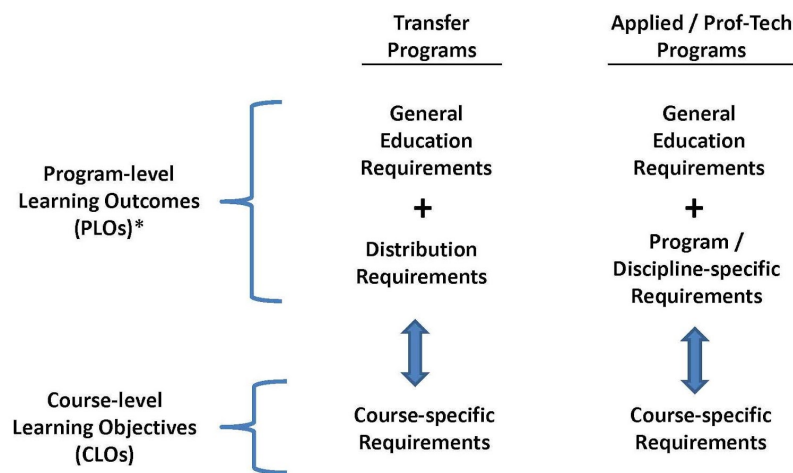 Transfer
Programs
Applied / Prof-Tech
Programs
Program-level
Learning Outcomes
(PLOs)*
General
Education
Requirements
+
Distribution
Requirements
General
Education
Requirements
+
Program /
Discipline-specific
Requirements
Course-level
Learning Objectives
(CLOs)
Course-specific
Requirements
Course-specific
Requirements